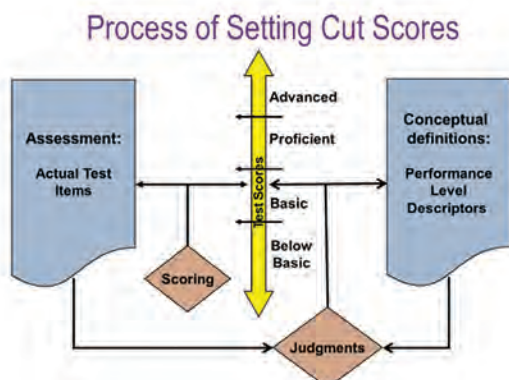 Process of Setting Cut Scores
Assessment:
Actual Test
Items
Scoring
Test Scores
Advanced
Proficient
Basic
Below
Basic
Judgments
Conceptual
definitions:
Performance
Level
Descriptors